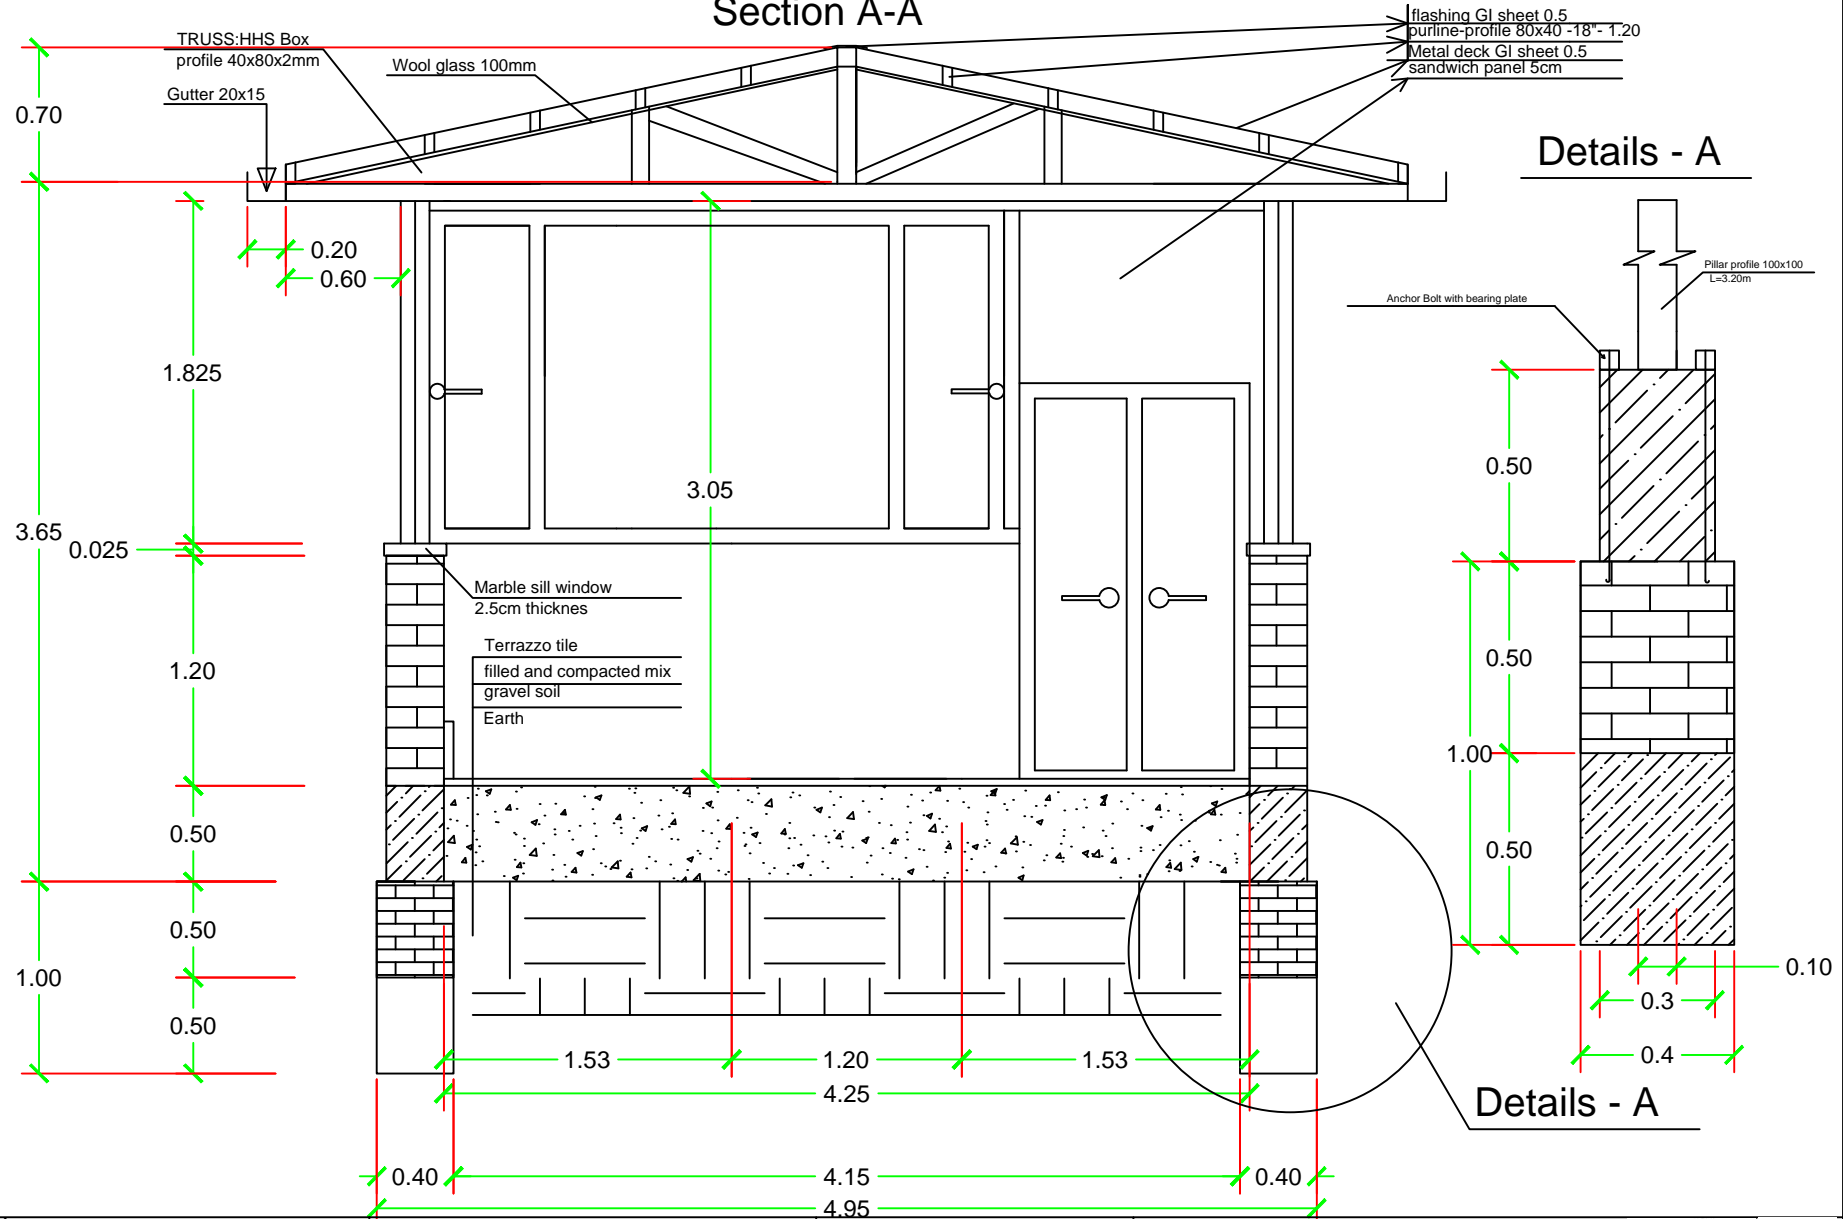 Section A-A
flashing GI sheet 0.5
purline-profile 80x40 -18"- 1.20
Metal deck GI sheet 0.5
sandwich panel 5cm
TRUSS:HHS Box
profile 40x80x2mm
Wool glass 100mm
Gutter 20x15
0.70
Details - A
0.20
0.60
Pillar profile 100x100
L=3.20m
Anchor Bolt with bearing plate
1.825
3.05
0.50
3.65
0.025
Marble sill window
2.5cm thicknes
Terrazzo tile
filled and compacted mix
gravel soil
Earth
1.20
0.50
1.00
0.50
0.50
0.50
1.00
0.50
0.10
0.3
0.4
1.53
1.20
1.53
4.25
Details - A
0.40
4.15
0.40
4.95